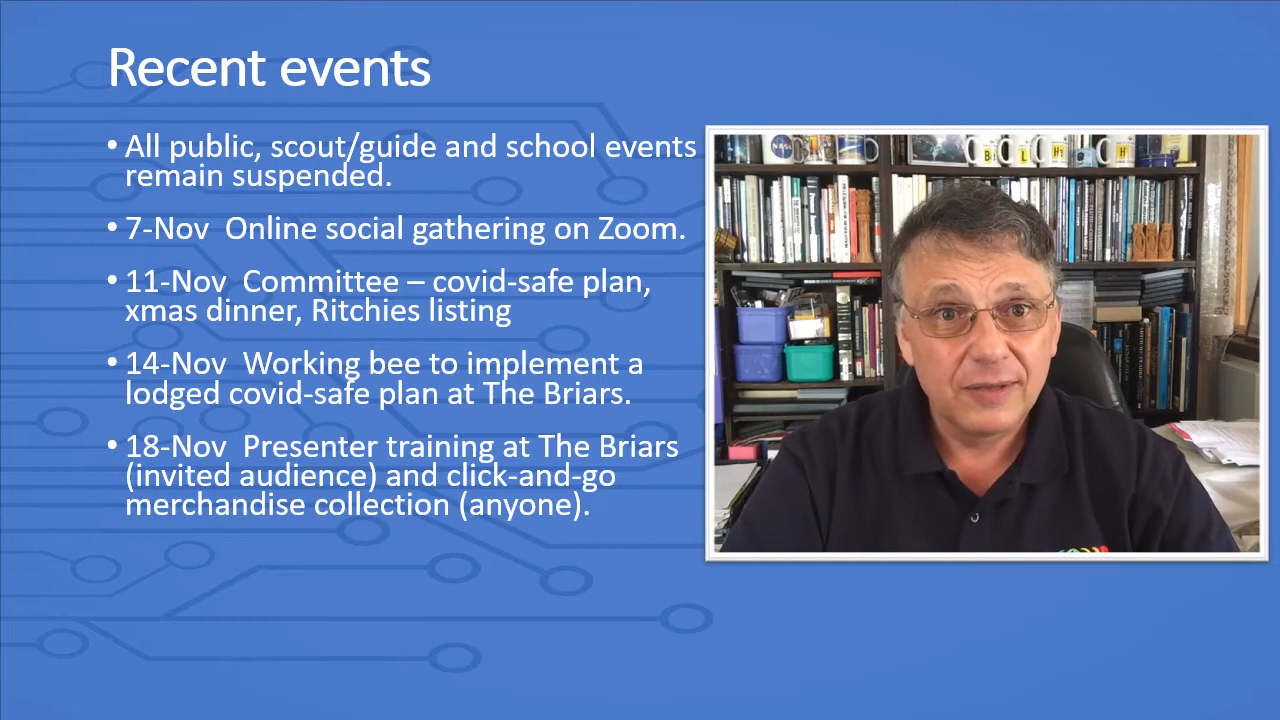 Recent events
• All public, scout/guide and school events
remain suspended.
• 7-Nov  Online social gathering on Zoom.
• 11-Nov  Committee – covid-safe plan,
xmas dinner, Ritchies listing
• 14-Nov  Working bee to implement a
lodged covid-safe plan at The Briars.
• 18-Nov  Presenter training at The Briars
(invited audience) and click-and-go
merchandise collection (anyone).
NASA